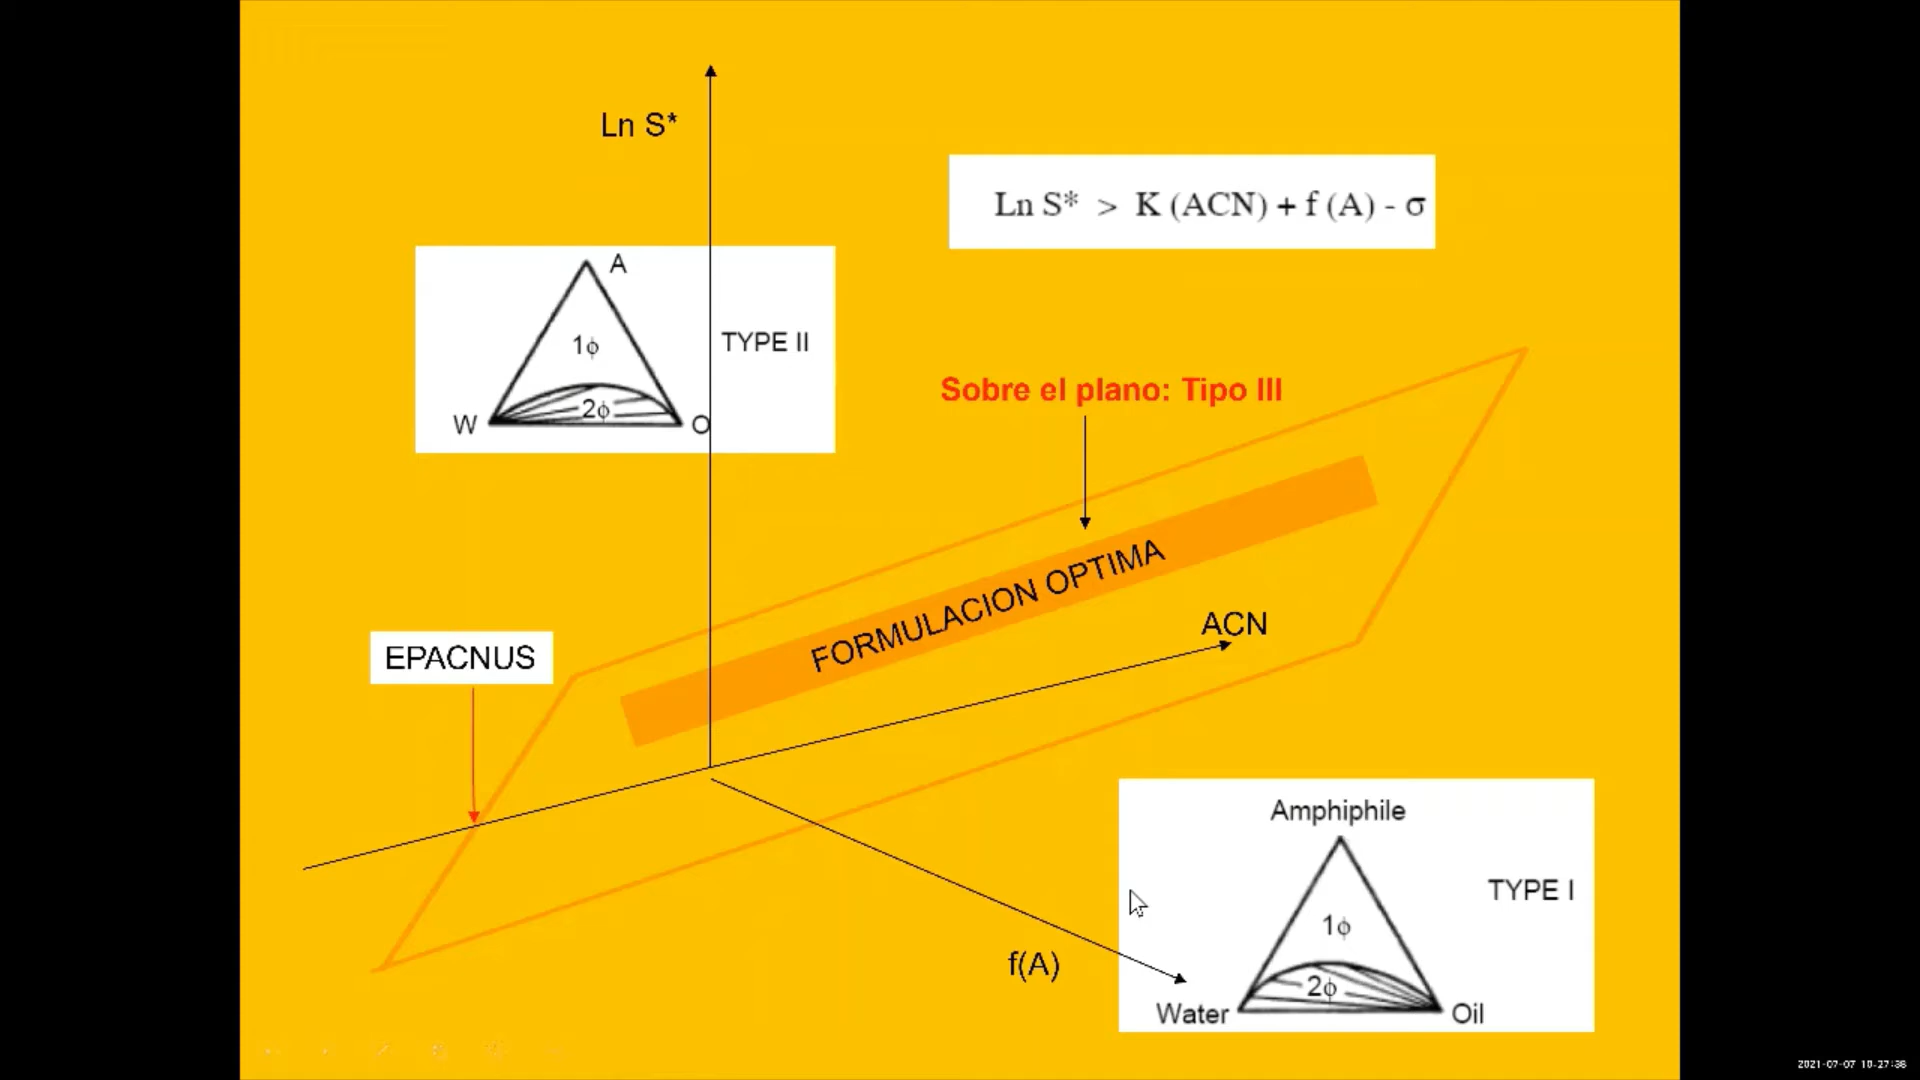 Ln S*
Ln S* > K (ACN) + f (A) - σ
A
1ϕ
TYPE II
2ϕ
W
O
Sobre el plano: Tipo III
FORMULACION OPTIMA
ACN
EPACNUS
Amphiphile
TYPE I
1ϕ
f(A)
2ϕ
Water
Oil
2021-07-07 10:27:38